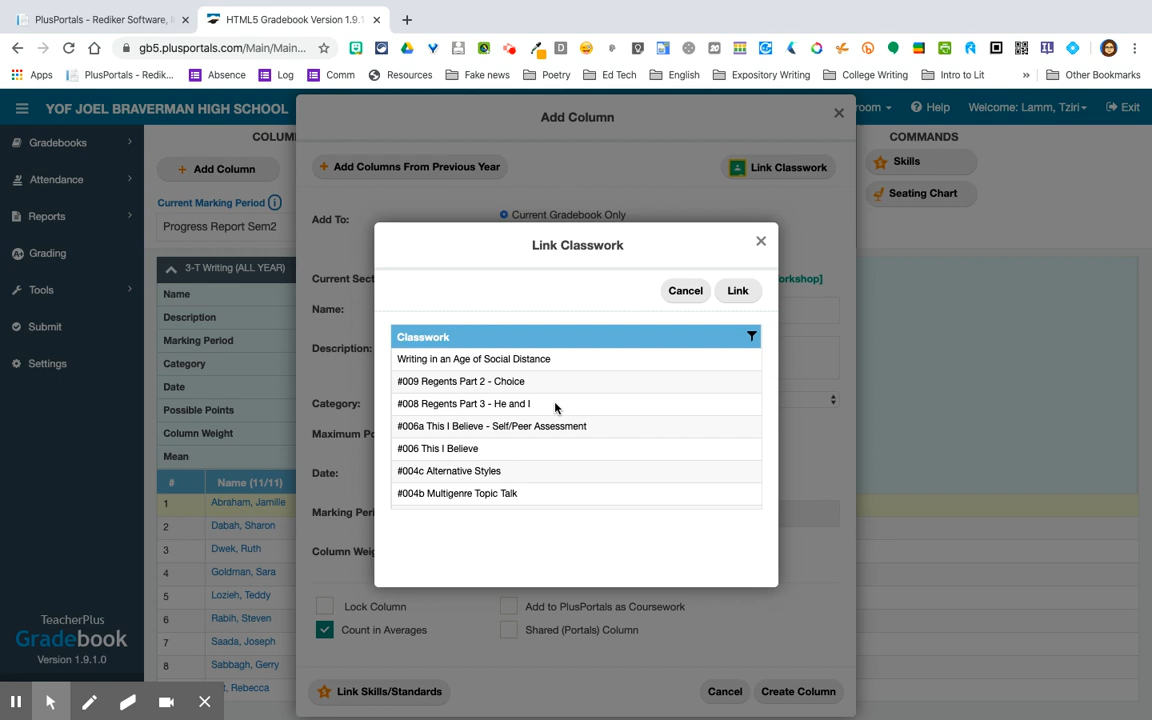 PlusPortals - Rediker Software, I
HTML5 Gradebook Version 1.9.1
gb5.plusportals.com/Main/Main...
Apps
PlusPortals - Redik...
Absence
Log
Comm
Resources
Fake news
Poetry
Ed Tech
English
Expository Writing
College Writing
Intro to Lit
»
Other Bookmarks
YOF JOEL BRAVERMAN HIGH SCHOOL
Add Column
room
Help
Welcome: Lamm, Tziri
Exit
Gradebooks
Attendance
Reports
Grading
Tools
Submit
Settings
TeacherPlus
Gradebook
Version 1.9.1.0
COLUM
+ Add Column
Current Marking Period
Progress Report Sem2
COMMANDS
Skills
Seating Chart
3-T Writing (ALL YEAR)
Name
Description
Marking Period
Category
Date
Possible Points
Column Weight
Mean
# Name (11/11)
1 Abraham, Jamille
2 Dabah, Sharon
3 Dwek, Ruth
4 Goldman, Sara
5 Lozieh, Teddy
6 Rabih, Steven
7 Saada, Joseph
8 Sabbagh, Gerry
t, Rebecca
+ Add Columns From Previous Year
Link Classwork
Add To:
Current Gradebook Only
Current Sect
orkshop]
Name:
Description:
Category:
Maximum Po
Date:
Marking Peri
Column Weig
Link Classwork
Cancel
Link
Classwork
Writing in an Age of Social Distance
#009 Regents Part 2 - Choice
#008 Regents Part 3 - He and I
#006a This I Believe - Self/Peer Assessment
#006 This I Believe
#004c Alternative Styles
#004b Multigenre Topic Talk
Lock Column
Add to PlusPortals as Coursework
Count in Averages
Shared (Portals) Column
Link Skills/Standards
Cancel
Create Column